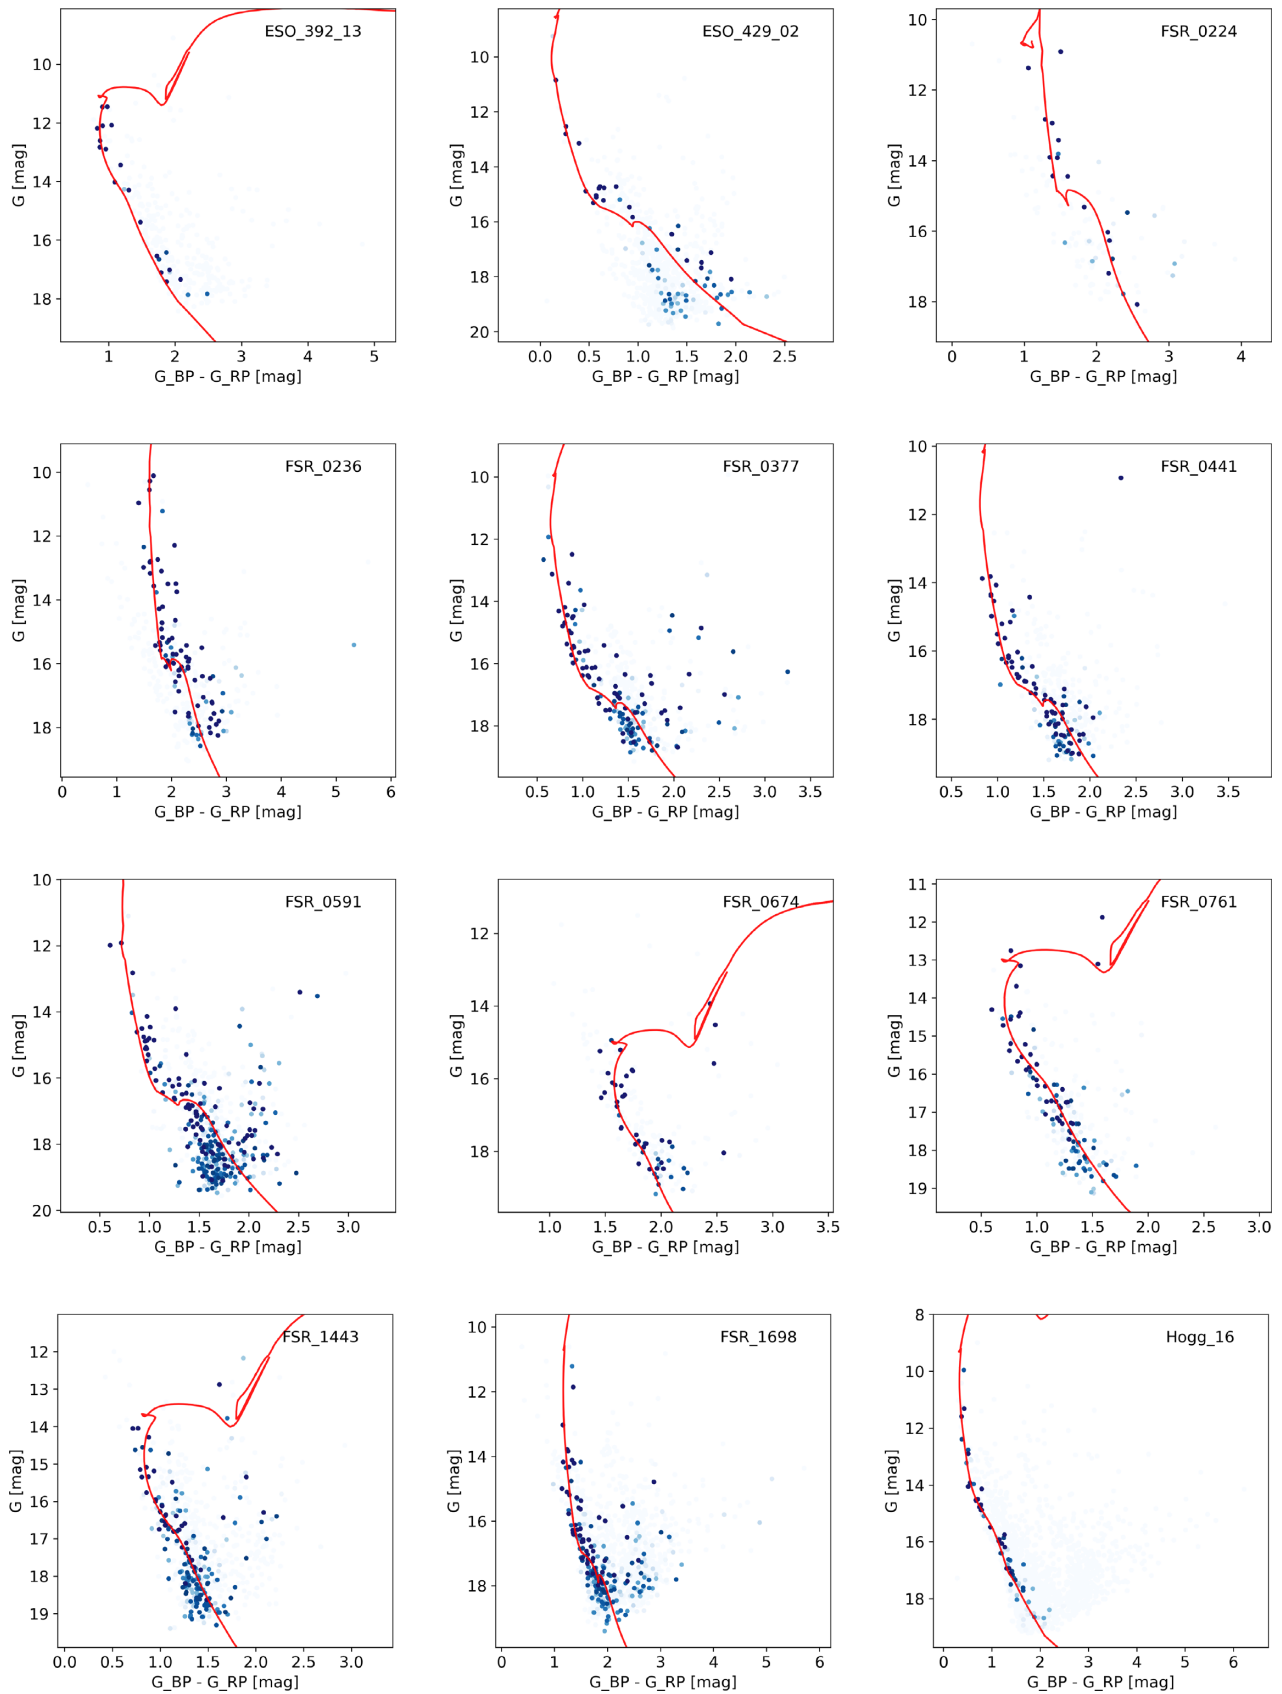 ESO_392_13
10
12
14
16
18
G [mag]
1 2 3 4 5
G_BP - G_RP [mag]
ESO_429_02
10
12
14
16
18
20
G [mag]
0.0 0.5 1.0 1.5 2.0 2.5
G_BP - G_RP [mag]
FSR_0224
10
12
14
16
18
G [mag]
0 1 2 3 4
G_BP - G_RP [mag]
FSR_0236
10
12
14
16
18
G [mag]
0 1 2 3 4 5 6
G_BP - G_RP [mag]
FSR_0377
10
12
14
16
18
G [mag]
0.5 1.0 1.5 2.0 2.5 3.0 3.5
G_BP - G_RP [mag]
FSR_0441
10
12
14
16
18
G [mag]
0.5 1.0 1.5 2.0 2.5 3.0 3.5
G_BP - G_RP [mag]
FSR_0591
10
12
14
16
18
20
G [mag]
0.5 1.0 1.5 2.0 2.5 3.0
G_BP - G_RP [mag]
FSR_0674
12
14
16
18
G [mag]
1.0 1.5 2.0 2.5 3.0 3.5
G_BP - G_RP [mag]
FSR_0761
11
12
13
14
15
16
17
18
19
G [mag]
0.5 1.0 1.5 2.0 2.5 3.0
G_BP - G_RP [mag]
FSR_1443
12
13
14
15
16
17
18
19
G [mag]
0.0 0.5 1.0 1.5 2.0 2.5 3.0
G_BP - G_RP [mag]
FSR_1698
10
12
14
16
18
G [mag]
0 1 2 3 4 5 6
G_BP - G_RP [mag]
Hogg_16
8
10
12
14
16
18
G [mag]
0 1 2 3 4 5 6
G_BP - G_RP [mag]